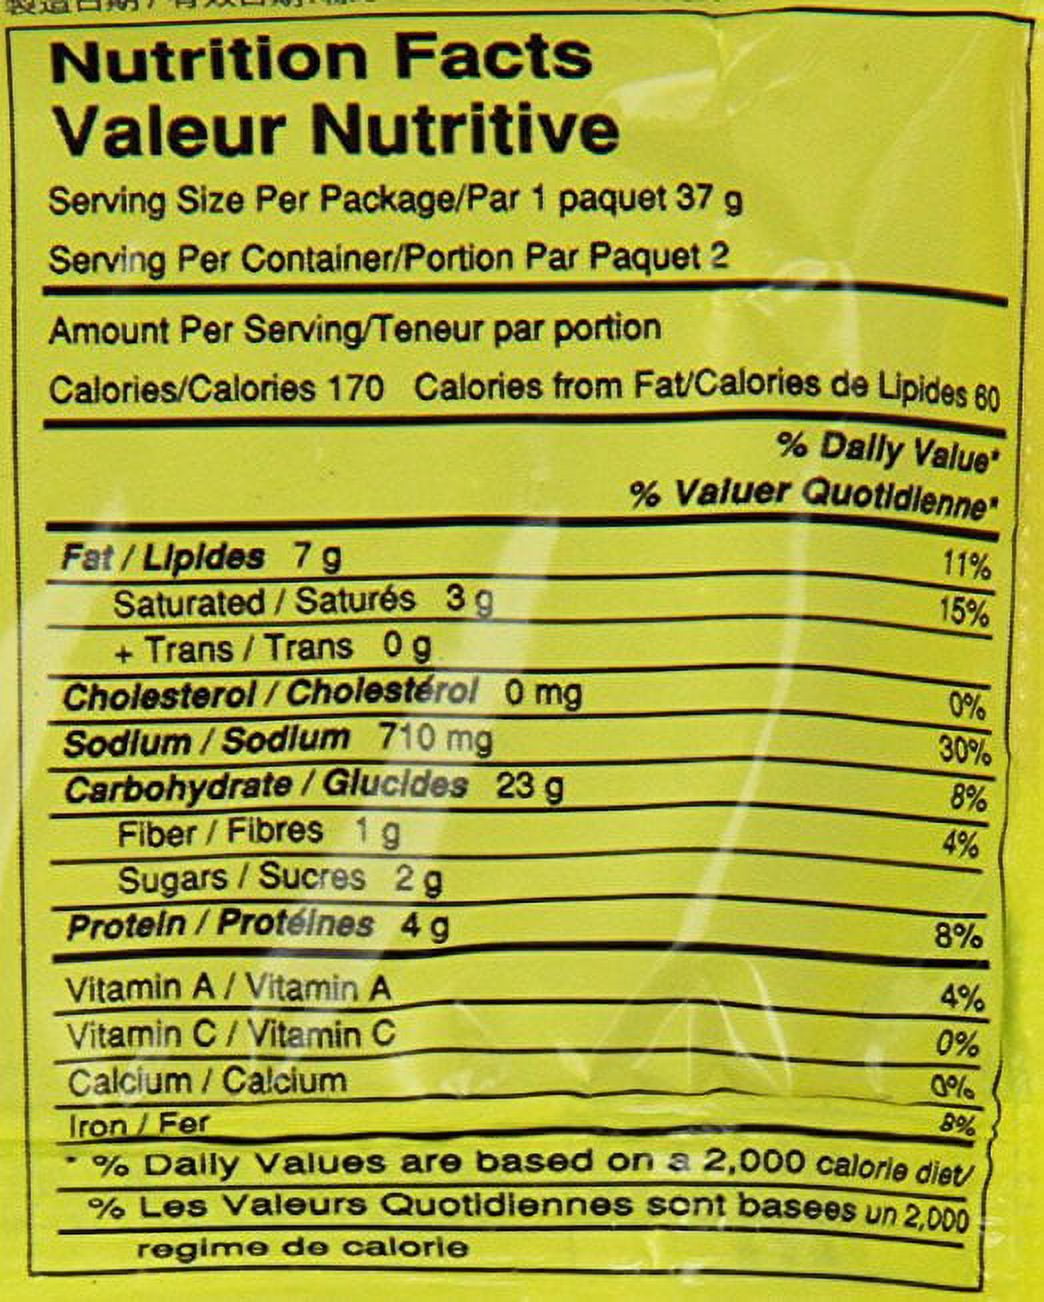 Nutrition Facts
Valeur Nutritive
Serving Size Per Package/Par 1 paquet 37 g
Serving Per Container/Portion Par Paquet 2
Amount Per Serving/Teneur par portion
Calories/Calories 170 Calories from Fat/Calories de Lipides 60
% Daily Value*
% Valuer Quotidienne*
Fat / Lipides 7 g 11%
Saturated / Saturés 3 g 15%
+ Trans / Trans 0 g
Cholesterol / Cholestérol 0 mg 0%
Sodium / Sodium 710 mg 30%
Carbohydrate / Glucides 23 g 8%
Fiber / Fibres 1 g 4%
Sugars / Sucres 2 g
Protein / Protéines 4 g 8%
Vitamin A / Vitamin A 4%
Vitamin C / Vitamin C 0%
Calcium / Calcium 0%
Iron / Fer 8%
* % Daily Values are based on a 2,000 calorie diet/
% Les Valeurs Quotidiennes sont basees un 2,000
regime de calorie